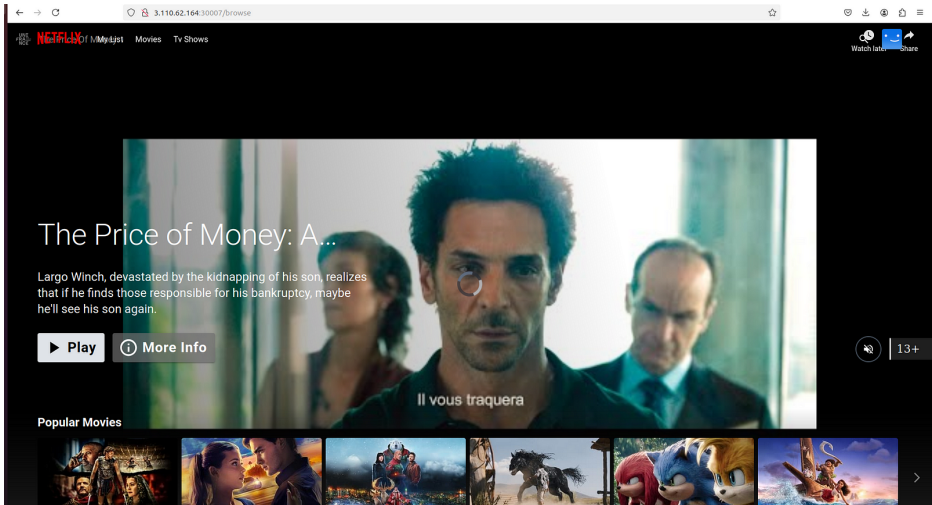 3.110.62.164:30007/browse
NETFLIX
My List
Movies
Tv Shows
Watch later
Share
The Price of Money: A...
Largo Winch, devastated by the kidnapping of his son, realizes
that if he finds those responsible for his bankruptcy, maybe
he'll see his son again.
Play
More Info
13+
Il vous traquera
Popular Movies